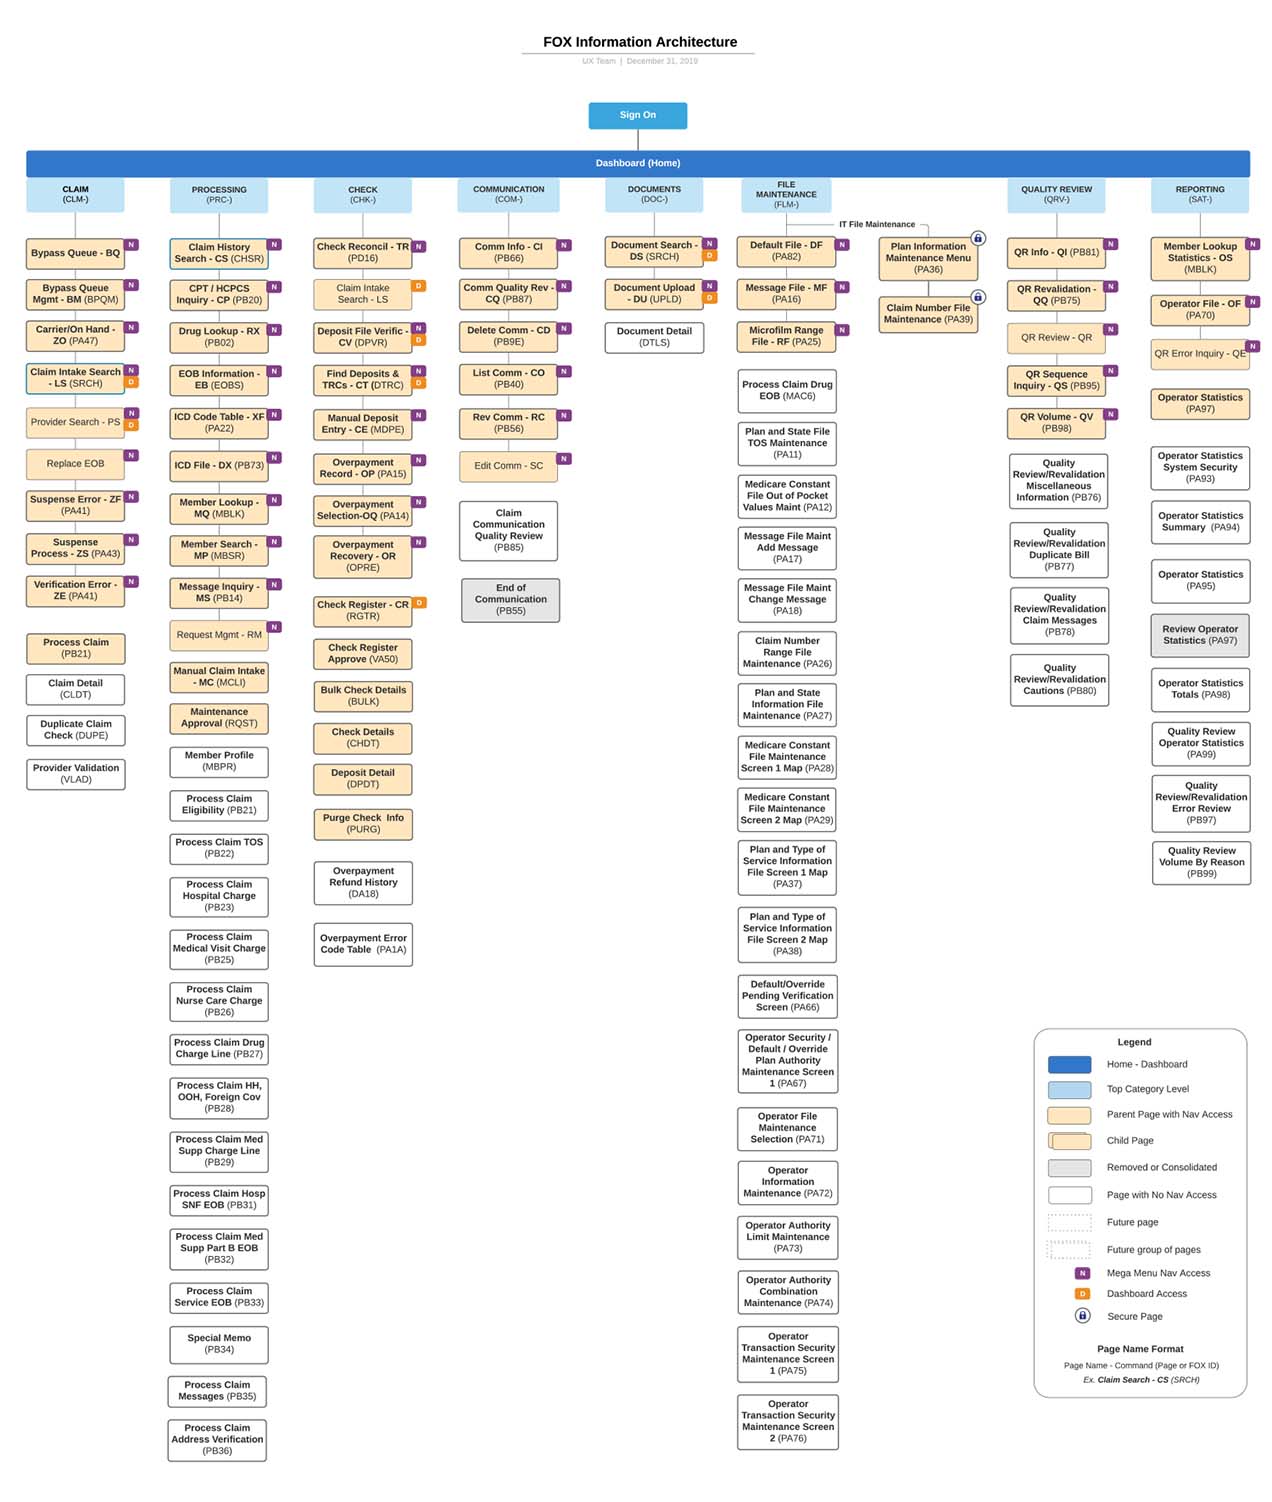 FOX Information Architecture
UX Team | December 31, 2019
Sign On
Dashboard (Home)
CLAIM
(CLM-)
Bypass Queue - BQ
N
Bypass Queue
Mgmt - BM (BPQM)
N
Carrier/On Hand -
ZO (PA47)
N
Claim Intake Search
- LS (SRCH)
N
D
Provider Search - PS
N
D
Replace EOB
N
Suspense Error - ZF
(PA41)
N
Suspense
Process - ZS (PA43)
N
Verification Error -
ZE (PA41)
N
Process Claim
(PB21)
Claim Detail
(CLDT)
Duplicate Claim
Check (DUPE)
Provider Validation
(VLAD)
PROCESSING
(PRC-)
Claim History
Search - CS (CHSR)
N
CPT / HCPCS
Inquiry - CP (PB20)
N
Drug Lookup - RX
(PB02)
N
EOB Information -
EB (EOBS)
N
ICD Code Table - XF
(PA22)
N
ICD File - DX (PB73)
N
Member Lookup -
MQ (MBLK)
N
Member Search -
MP (MBSR)
N
Message Inquiry -
MS (PB14)
N
Request Mgmt - RM
N
Manual Claim Intake
- MC (MCLI)
Maintenance
Approval (RQST)
Member Profile
(MBPR)
Process Claim
Eligibility (PB21)
Process Claim TOS
(PB22)
Process Claim
Hospital Charge
(PB23)
Process Claim
Medical Visit Charge
(PB25)
Process Claim
Nurse Care Charge
(PB26)
Process Claim Drug
Charge Line (PB27)
Process Claim HH,
OOH, Foreign Cov
(PB28)
Process Claim Med
Supp Charge Line
(PB29)
Process Claim Hosp
SNF EOB (PB31)
Process Claim Med
Supp Part B EOB
(PB32)
Process Claim
Service EOB (PB33)
Special Memo
(PB34)
Process Claim
Messages (PB35)
Process Claim
Address Verification
(PB36)
CHECK
(CHK-)
Check Reconcil - TR
(PD16)
N
Claim Intake
Search - LS
D
Deposit File Verific -
CV (DPVR)
N
D
Find Deposits &
TRCs - CT (DTRC)
N
D
Manual Deposit
Entry - CE (MDPE)
N
Overpayment
Record - OP (PA15)
N
Overpayment
Selection-OQ (PA14)
N
Overpayment
Recovery - OR
(OPRE)
N
Check Register - CR
(RGTR)
D
Check Register
Approve (VA50)
Bulk Check Details
(BULK)
Check Details
(CHDT)
Deposit Detail
(DPDT)
Purge Check Info
(PURG)
Overpayment
Refund History
(DA18)
Overpayment Error
Code Table (PA1A)
COMMUNICATION
(COM-)
Comm Info - CI
(PB66)
N
Comm Quality Rev -
CQ (PB87)
N
Delete Comm - CD
(PB9E)
N
List Comm - CO
(PB40)
N
Rev Comm - RC
(PB56)
N
Edit Comm - SC
N
Claim
Communication
Quality Review
(PB85)
End of
Communication
(PB55)
DOCUMENTS
(DOC-)
Document Search -
DS (SRCH)
N
D
Document Upload
- DU (UPLD)
N
D
Document Detail
(DTLS)
FILE
MAINTENANCE
(FLM-)
IT File Maintenance
Default File - DF
(PA82)
N
Message File - MF
(PA16)
N
Microfilm Range
File - RF (PA25)
N
Process Claim Drug
EOB (MAC6)
Plan and State File
TOS Maintenance
(PA11)
Medicare Constant
File Out of Pocket
Values Maint (PA12)
Message File Maint
Add Message
(PA17)
Message File Maint
Change Message
(PA18)
Claim Number
Range File
Maintenance (PA26)
Plan and State
Information File
Maintenance (PA27)
Medicare Constant
File Maintenance
Screen 1 Map (PA28)
Medicare Constant
File Maintenance
Screen 2 Map (PA29)
Plan and Type of
Service Information
File Screen 1 Map
(PA37)
Plan and Type of
Service Information
File Screen 2 Map
(PA38)
Default/Override
Pending Verification
Screen (PA66)
Operator Security /
Default / Override
Plan Authority
Maintenance Screen
1 (PA67)
Operator File
Maintenance
Selection (PA71)
Operator
Information
Maintenance (PA72)
Operator Authority
Limit Maintenance
(PA73)
Operator Authority
Combination
Maintenance (PA74)
Operator
Transaction Security
Maintenance Screen
1 (PA75)
Operator
Transaction Security
Maintenance Screen
2 (PA76)
Plan Information
Maintenance Menu
(PA36)
Claim Number File
Maintenance (PA39)
QUALITY REVIEW
(QRV-)
QR Info - QI (PB81)
N
QR Revalidation -
QQ (PB75)
N
QR Review - QR
N
QR Sequence
Inquiry - QS (PB95)
N
QR Volume - QV
(PB98)
N
Quality
Review/Revalidation
Miscellaneous
Information (PB76)
Quality
Review/Revalidation
Duplicate Bill
(PB77)
Quality
Review/Revalidation
Claim Messages
(PB78)
Quality
Review/Revalidation
Cautions (PB80)
REPORTING
(SAT-)
Member Lookup
Statistics - OS
(MBLK)
N
Operator File - OF
(PA70)
N
QR Error Inquiry - QE
N
Operator Statistics
(PA97)
Operator Statistics
System Security
(PA93)
Operator Statistics
Summary (PA94)
Operator Statistics
(PA95)
Review Operator
Statistics (PA97)
Operator Statistics
Totals (PA98)
Quality Review
Operator Statistics
(PA99)
Quality
Review/Revalidation
Error Review
(PB97)
Quality Review
Volume By Reason
(PB99)
Legend
Home - Dashboard
Top Category Level
Parent Page with Nav Access
Child Page
Removed or Consolidated
Page with No Nav Access
Future page
Future group of pages
N Mega Menu Nav Access
D Dashboard Access
Secure Page
Page Name Format
Page Name - Command (Page or FOX ID)
Ex. Claim Search - CS (SRCH)